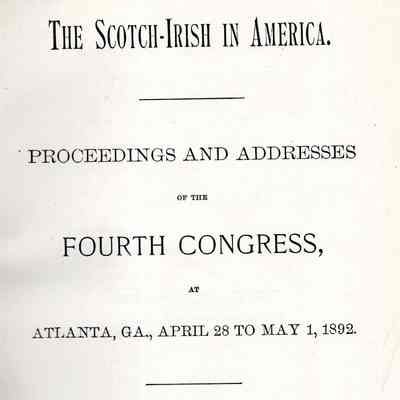 THE SCOTCH-IRISH IN AMERICA.
PROCEEDINGS AND ADDRESSES
OF THE
FOURTH CONGRESS,
AT
ATLANTA, GA., APRIL 28 TO MAY 1, 1892.